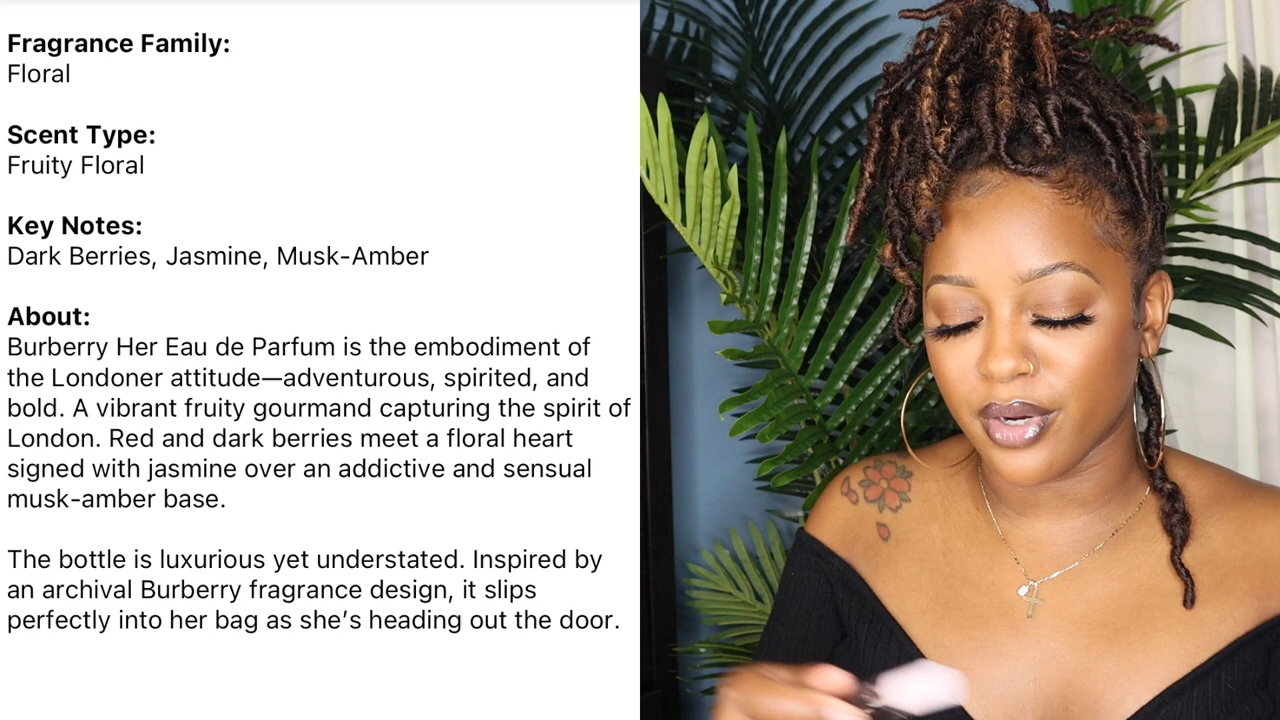 Fragrance Family:
Floral
Scent Type:
Fruity Floral
Key Notes:
Dark Berries, Jasmine, Musk-Amber
About:
Burberry Her Eau de Parfum is the embodiment of
the Londoner attitude—adventurous, spirited, and
bold. A vibrant fruity gourmand capturing the spirit of
London. Red and dark berries meet a floral heart
signed with jasmine over an addictive and sensual
musk-amber base.
The bottle is luxurious yet understated. Inspired by
an archival Burberry fragrance design, it slips
perfectly into her bag as she’s heading out the door.